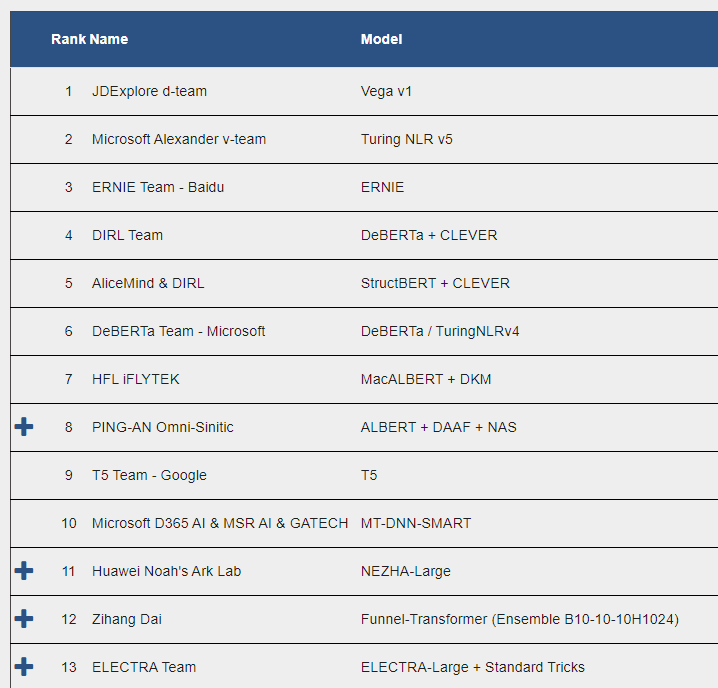 Rank Name Model
1 JDExplore d-team Vega v1
2 Microsoft Alexander v-team Turing NLR v5
3 ERNIE Team - Baidu ERNIE
4 DIRL Team DeBERTa + CLEVER
5 AliceMind & DIRL StructBERT + CLEVER
6 DeBERTa Team - Microsoft DeBERTa / TuringNLRv4
7 HFL iFLYTEK MacALBERT + DKM
8 PING-AN Omni-Sinitic ALBERT + DAAF + NAS
9 T5 Team - Google T5
10 Microsoft D365 AI & MSR AI & GATECH MT-DNN-SMART
11 Huawei Noah's Ark Lab NEZHA-Large
12 Zihang Dai Funnel-Transformer (Ensemble B10-10-10H1024)
13 ELECTRA Team ELECTRA-Large + Standard Tricks